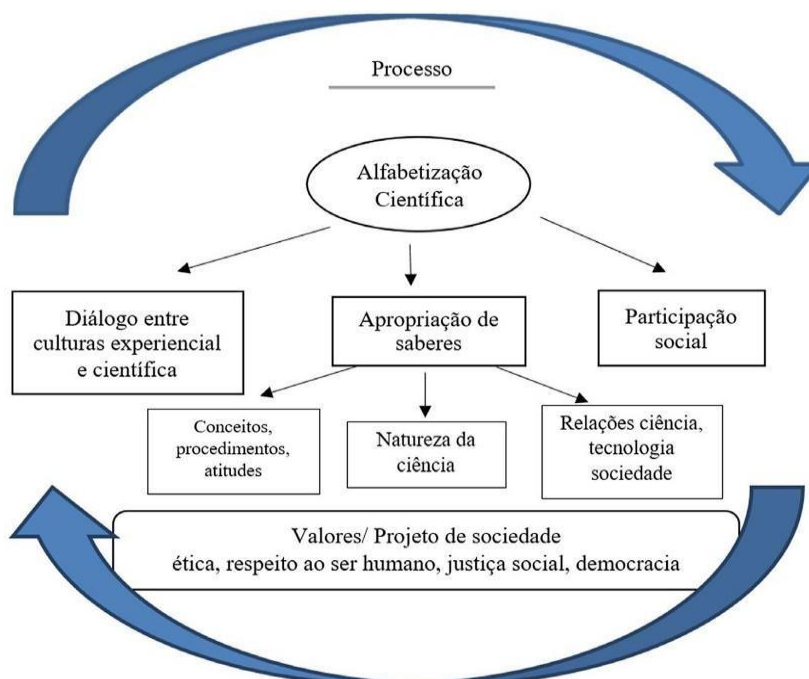 Processo
Alfabetização
Científica
Diálogo entre
culturas experiencial
e científica
Apropriação de
saberes
Participação
social
Conceitos,
procedimentos,
atitudes
Natureza da
ciência
Relações ciência,
tecnologia
sociedade
Valores/ Projeto de sociedade
ética, respeito ao ser humano, justiça social, democracia